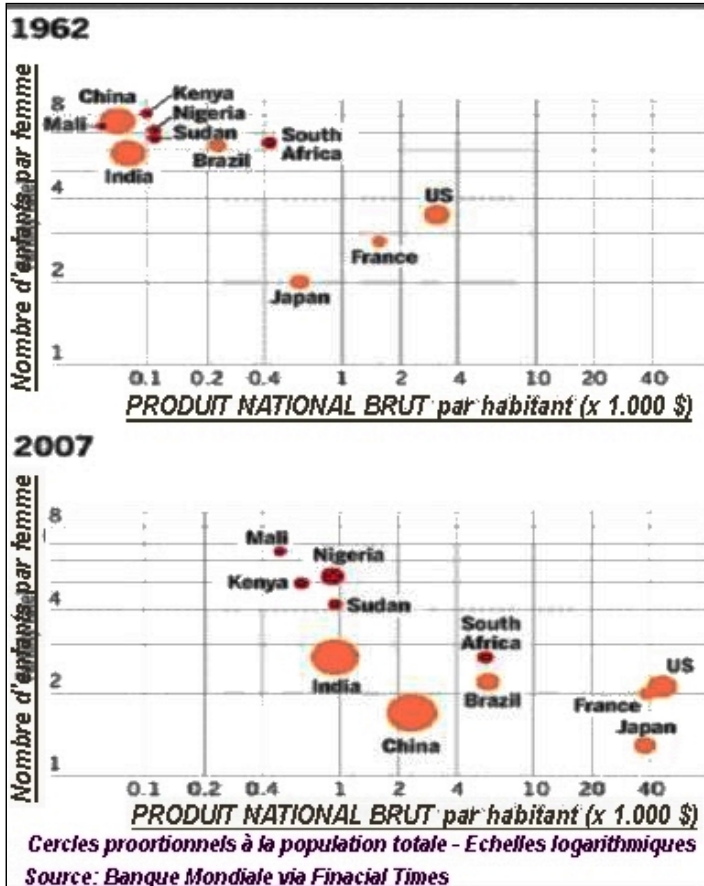 1962
Nombre d'enfants par femme
8
4
2
1
China
Kenya
Nigeria
Mali
Sudan
South
Africa
Brazil
India
US
France
Japan
0.1 0.2 0.4 1 2 4 10 20 40
PRODUIT NATIONAL BRUT par habitant (x 1.000 $)
2007
Nombre d'enfants par femme
8
4
2
1
Mali
Nigeria
Kenya
Sudan
South
Africa
India
Brazil
US
France
Japan
China
0.1 0.2 0.4 1 2 4 10 20 40
PRODUIT NATIONAL BRUT par habitant (x 1.000 $)
Cercles proortionnels à la population totale - Echelles logarithmiques
Source: Banque Mondiale via Finacial Times